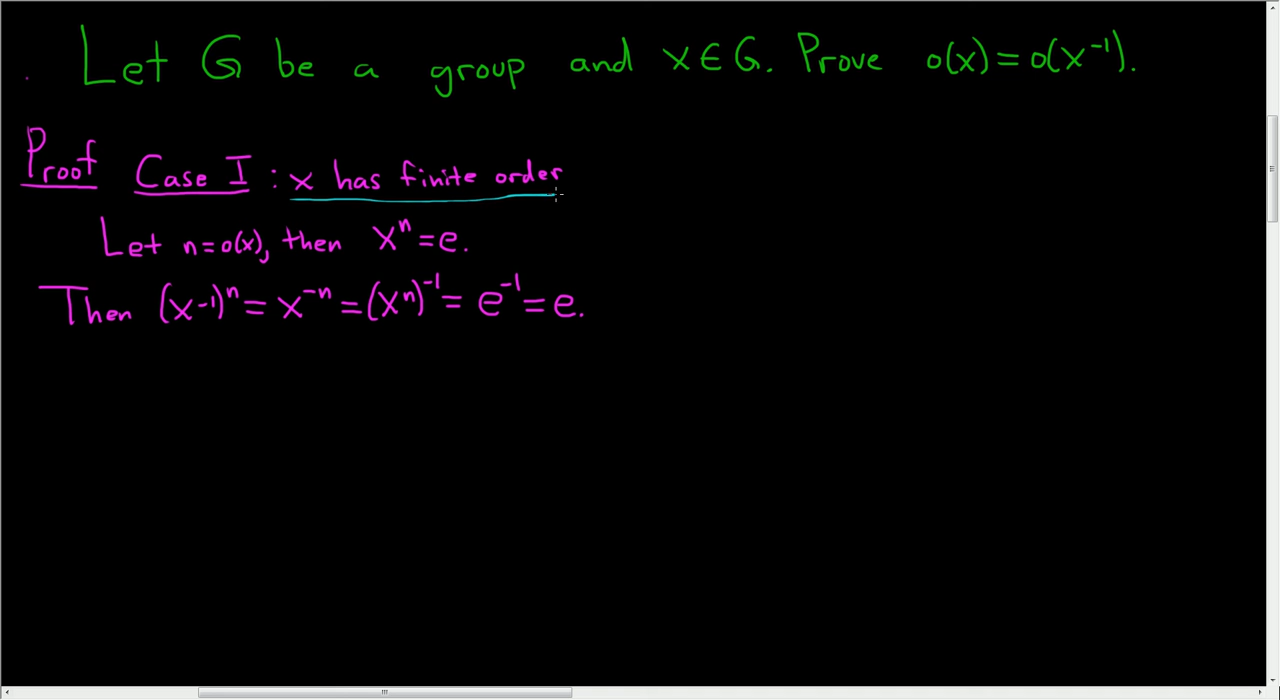 Let G be a group and x ∈ G. Prove o(x) = o(x⁻¹).
Proof Case I : x has finite order
Let n = o(x), then xⁿ = e.
Then (x⁻¹)ⁿ = x⁻ⁿ = (xⁿ)⁻¹ = e⁻¹ = e.